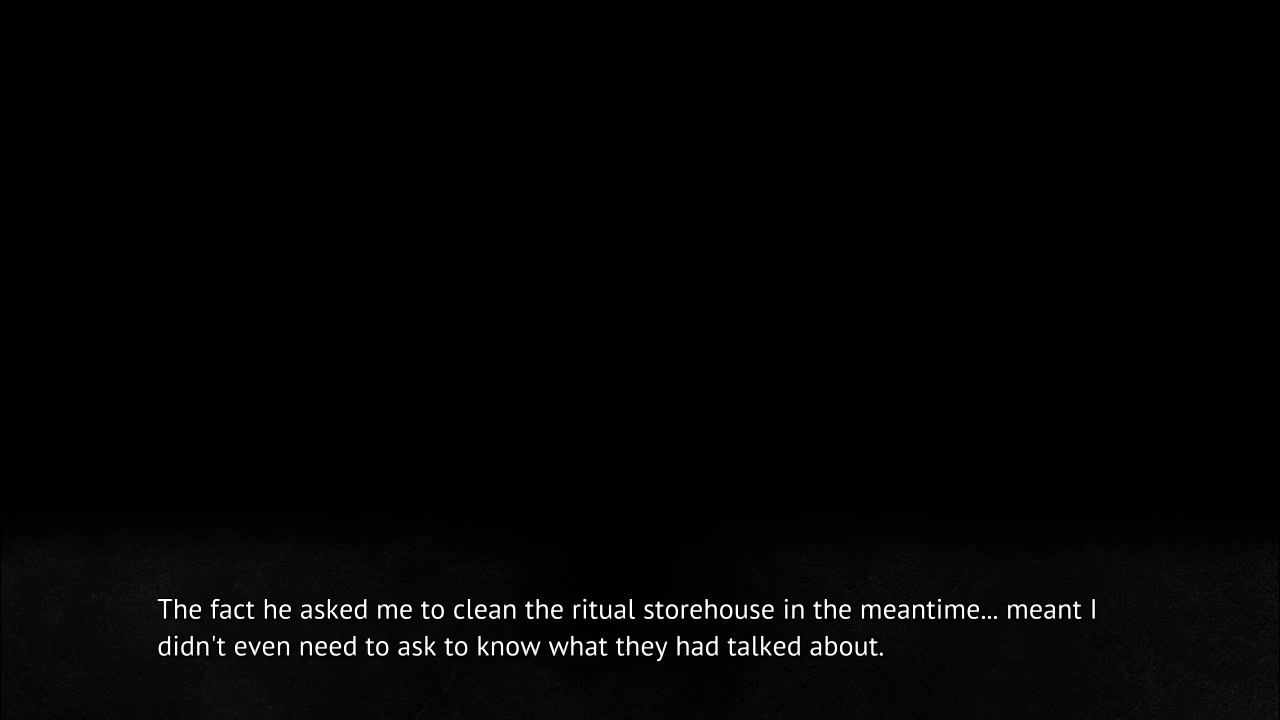 The fact he asked me to clean the ritual storehouse in the meantime... meant I
didn't even need to ask to know what they had talked about.